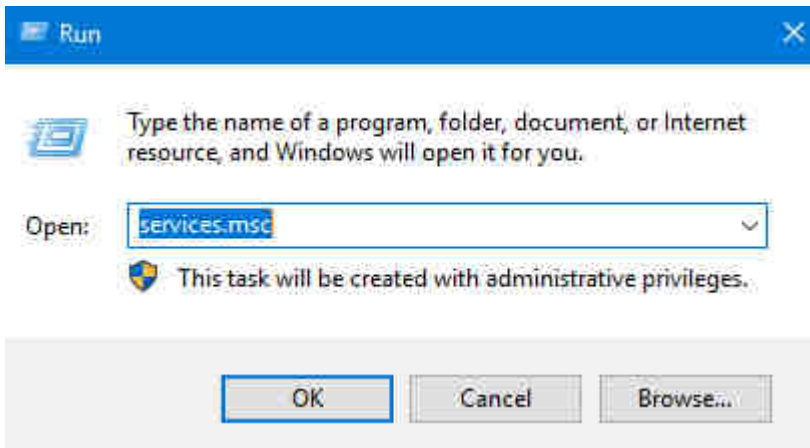 Run
Type the name of a program, folder, document, or Internet
resource, and Windows will open it for you.
Open: services.msc
This task will be created with administrative privileges.
OK Cancel Browse...